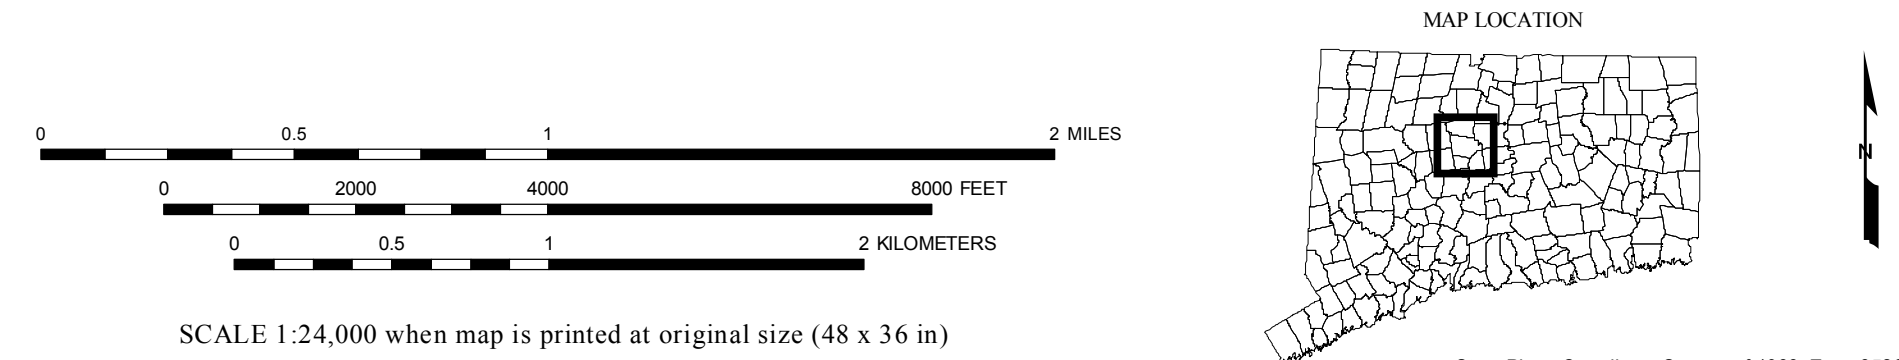 MAP LOCATION
0 0.5 1 2 MILES
0 2000 4000 8000 FEET
0 0.5 1 2 KILOMETERS
N
SCALE 1:24,000 when map is printed at original size (48 x 36 in)